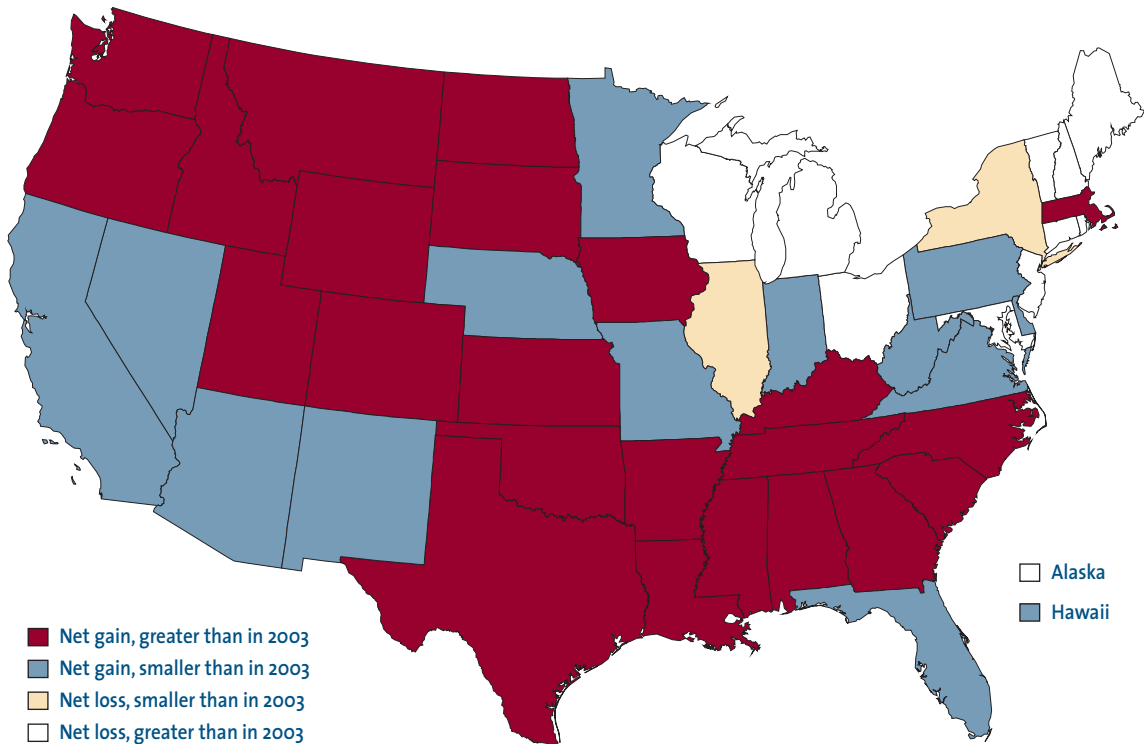 Alaska
Hawaii
Net gain, greater than in 2003
Net gain, smaller than in 2003
Net loss, smaller than in 2003
Net loss, greater than in 2003